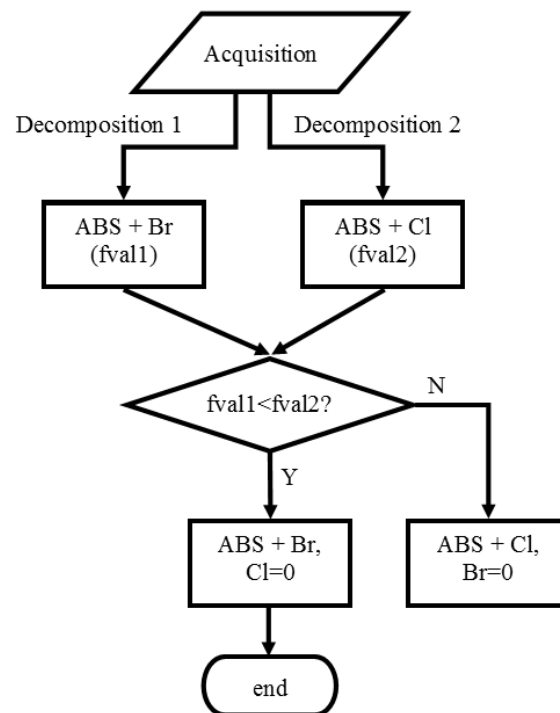 Acquisition
Decomposition 1
Decomposition 2
ABS + Br
(fval1)
ABS + Cl
(fval2)
fval1<fval2?
N
Y
ABS + Br,
Cl=0
ABS + Cl,
Br=0
end